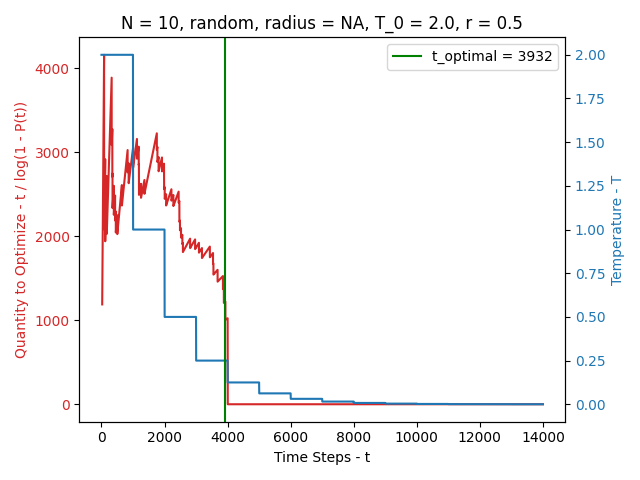 N = 10, random, radius = NA, T_0 = 2.0, r = 0.5
t_optimal = 3932
Quantity to Optimize - t / log(1 - P(t))
4000
3000
2000
1000
0
2.00
1.75
1.50
1.25
1.00
0.75
0.50
0.25
0.00
Temperature - T
0 2000 4000 6000 8000 10000 12000 14000
Time Steps - t